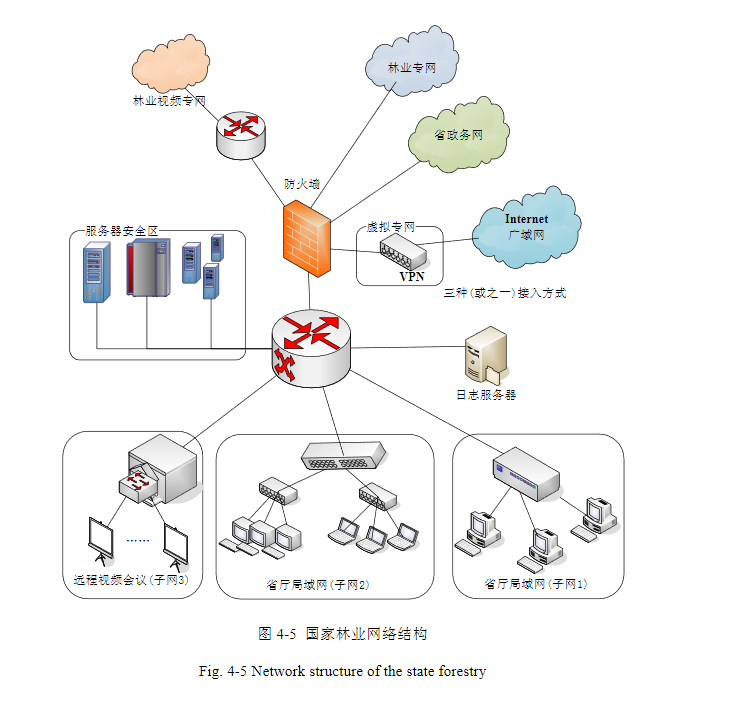 林业视频专网
林业专网
省政务网
防火墙
服务器安全区
虚拟专网
Internet
广域网
VPN
三种(或之一)接入方式
日志服务器
……
远程视频会议(子网3)
省厅局域网(子网2)
省厅局域网(子网1)
图 4-5 国家林业网络结构
Fig. 4-5 Network structure of the state forestry